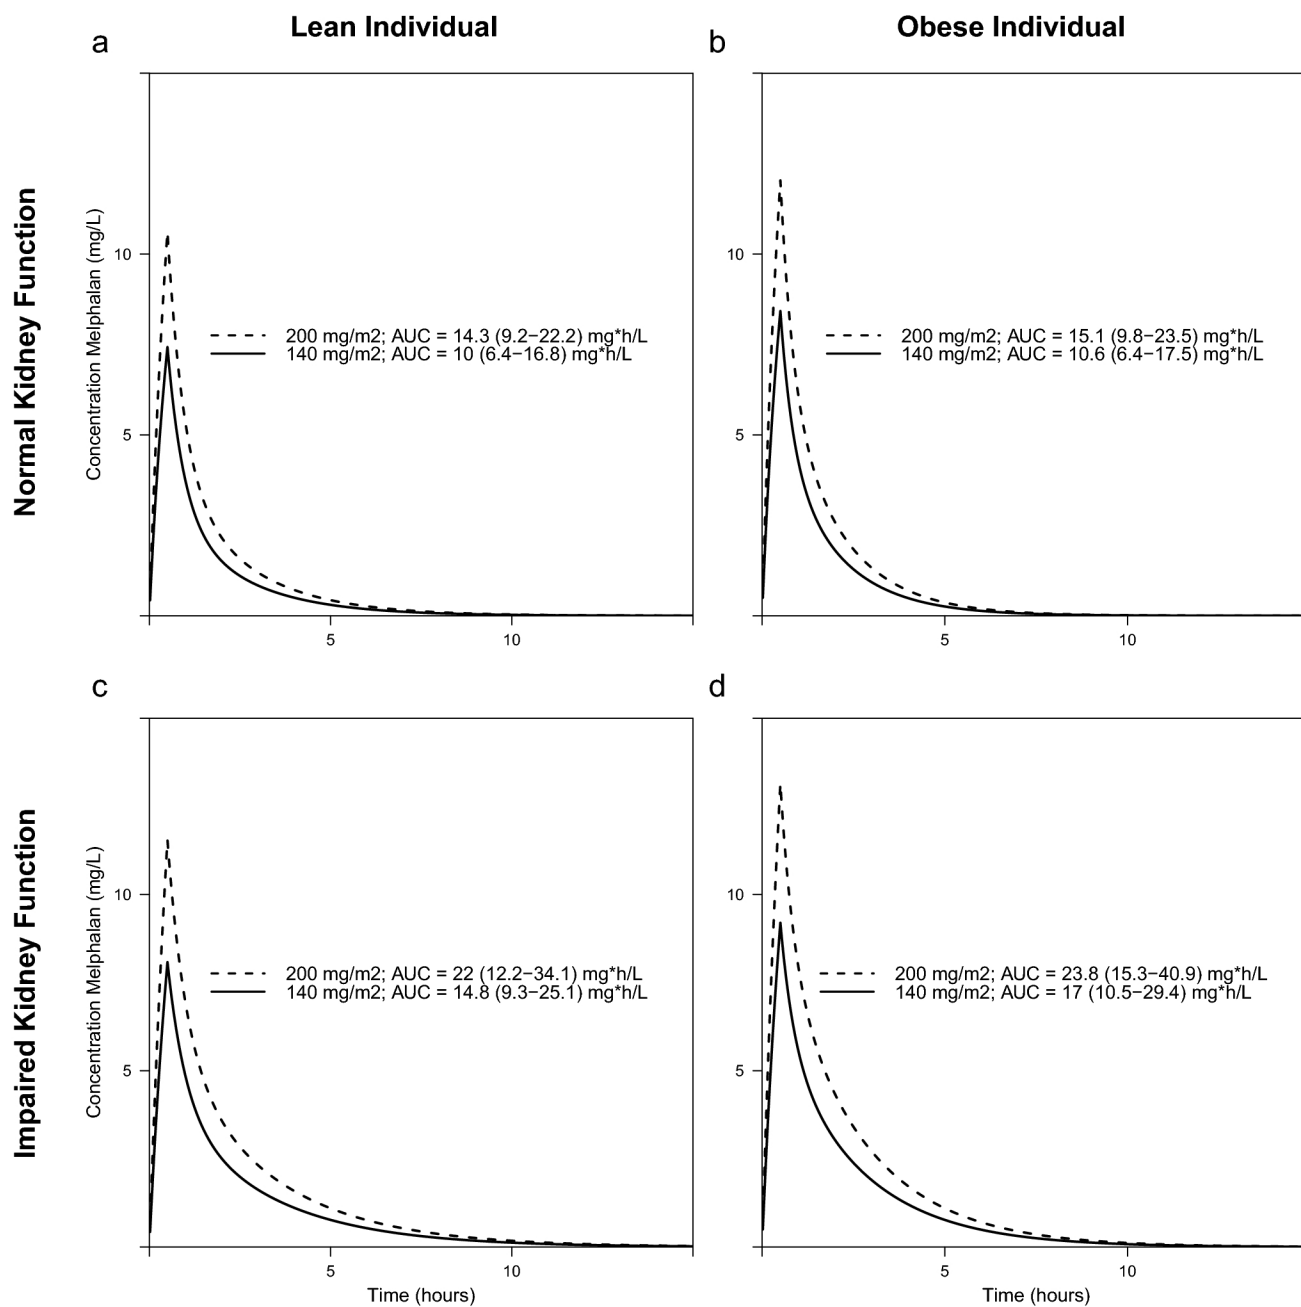 Lean Individual
Obese Individual
a
b
Normal Kidney Function
Concentration Melphalan (mg/L)
10
5
200 mg/m2; AUC = 14.3 (9.2−22.2) mg*h/L
140 mg/m2; AUC = 10 (6.4−16.8) mg*h/L
5
10
10
5
200 mg/m2; AUC = 15.1 (9.8−23.5) mg*h/L
140 mg/m2; AUC = 10.6 (6.4−17.5) mg*h/L
5
10
c
d
Impaired Kidney Function
Concentration Melphalan (mg/L)
10
5
200 mg/m2; AUC = 22 (12.2−34.1) mg*h/L
140 mg/m2; AUC = 14.8 (9.3−25.1) mg*h/L
5
10
Time (hours)
10
5
200 mg/m2; AUC = 23.8 (15.3−40.9) mg*h/L
140 mg/m2; AUC = 17 (10.5−29.4) mg*h/L
5
10
Time (hours)